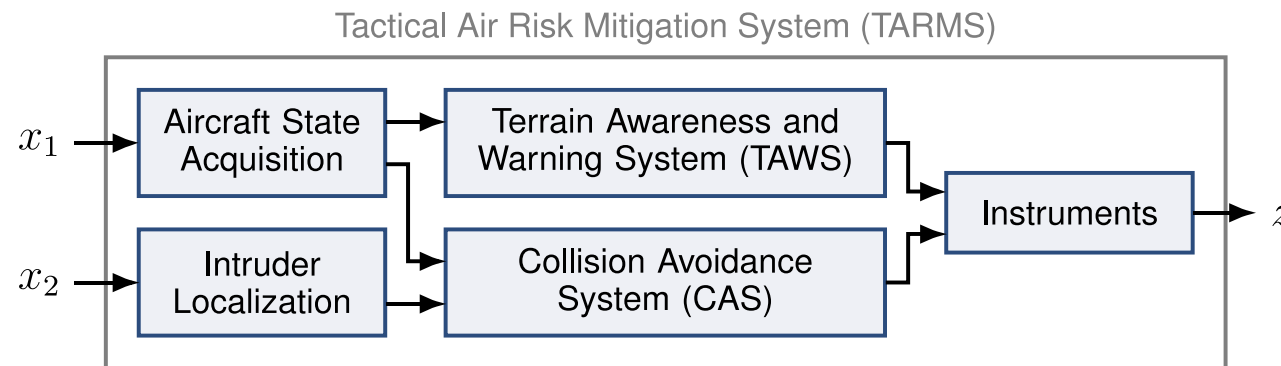 Tactical Air Risk Mitigation System (TARMS)
x₁
Aircraft State
Acquisition
Terrain Awareness and
Warning System (TAWS)
Instruments
x₂
Intruder
Localization
Collision Avoidance
System (CAS)